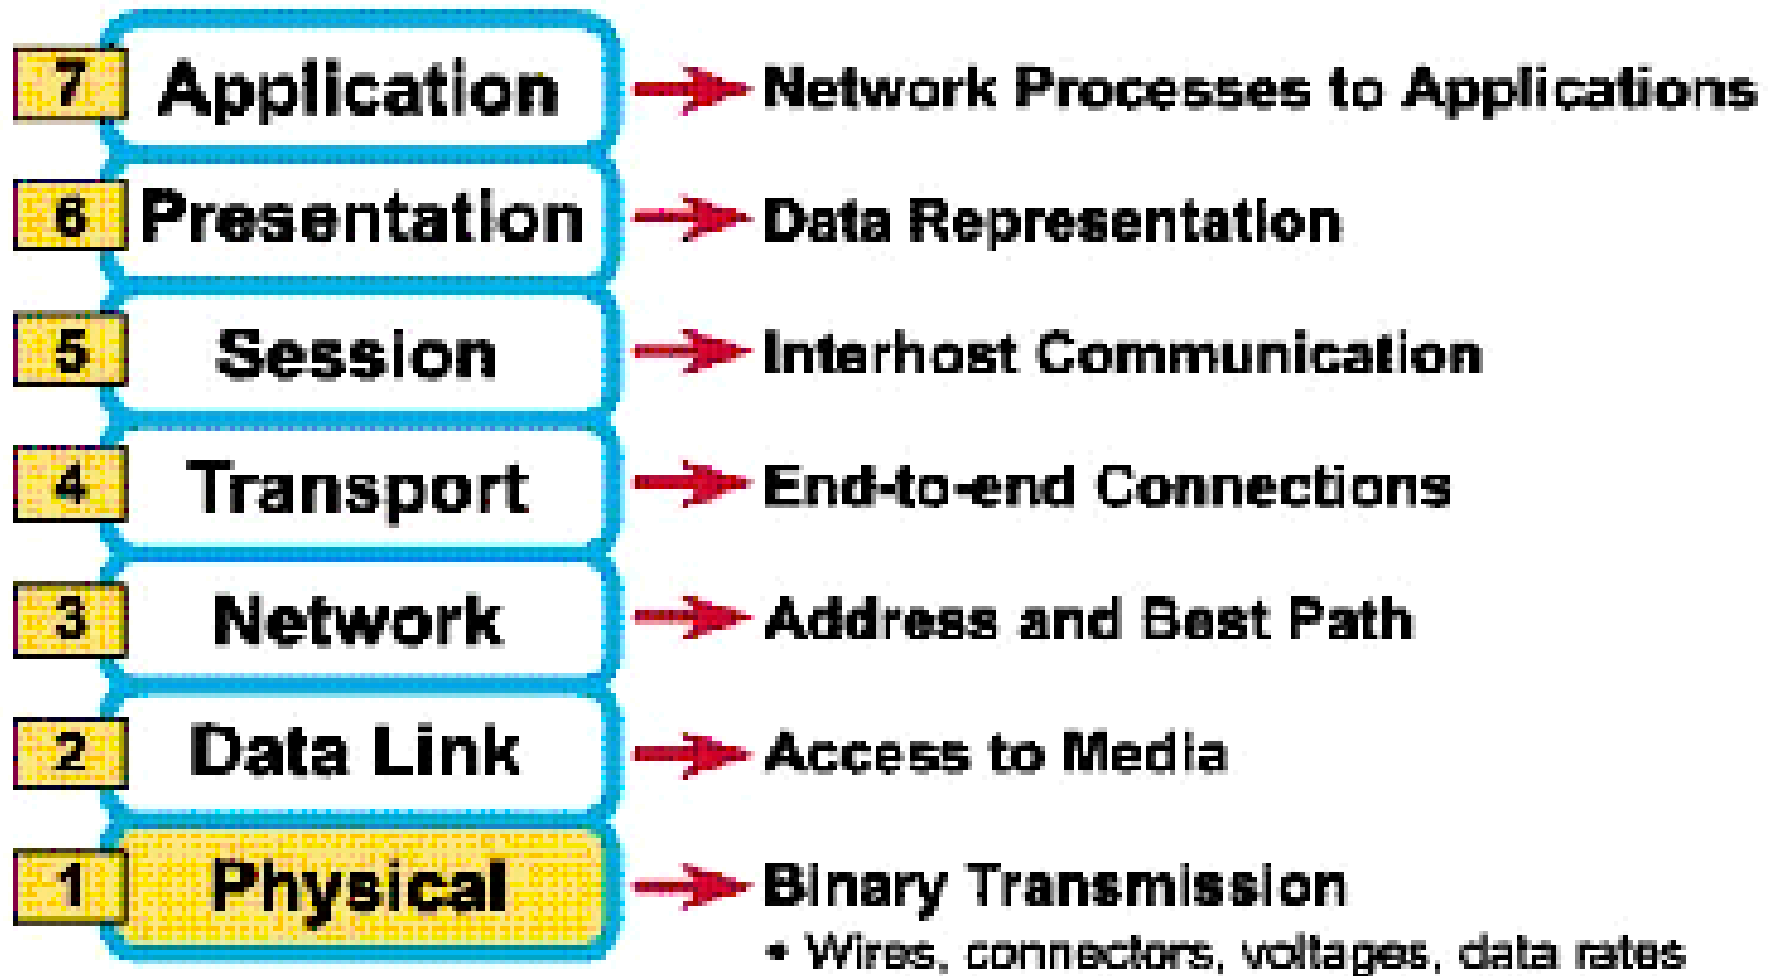 7 Application Network Processes to Applications
6 Presentation Data Representation
5 Session Interhost Communication
4 Transport End-to-end Connections
3 Network Address and Best Path
2 Data Link Access to Media
1 Physical Binary Transmission
• Wires, connectors, voltages, data rates